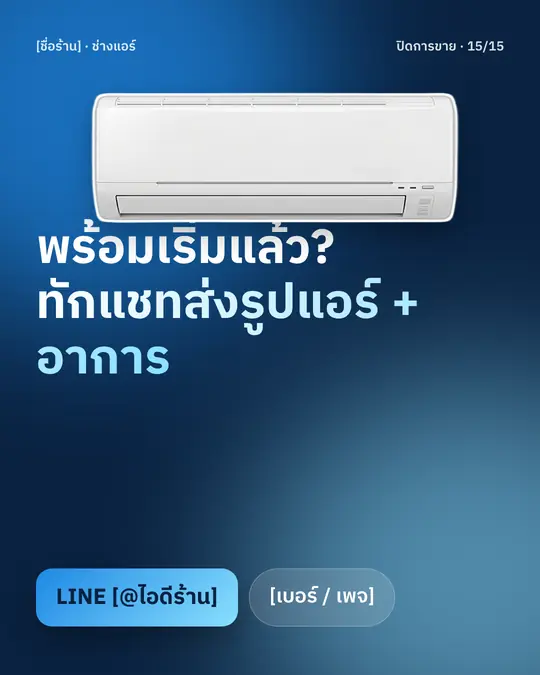 [ชื่อร้าน] · ช่างแอร์
ปิดการขาย · 15/15
พร้อมเริ่มแล้ว?
ทักแชทส่งรูปแอร์ +
อาการ
LINE [@ไอดีร้าน]
[เบอร์ / เพจ]